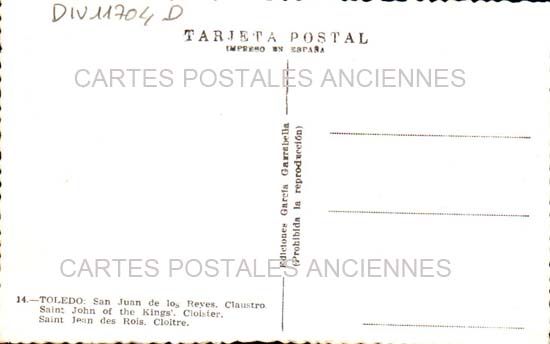 DIV11704 D
TARJETA POSTAL
IMPRESO EN ESPAÑA
CARTES POSTALES ANCIENNES
Ediciones García Garrabella
(Prohibida la reproducción)
CARTES POSTALES ANCIENNES
14.—TOLEDO: San Juan de los Reyes. Claustro.
Saint John of the Kings'. Cloister.
Saint Jean des Rois. Cloître.